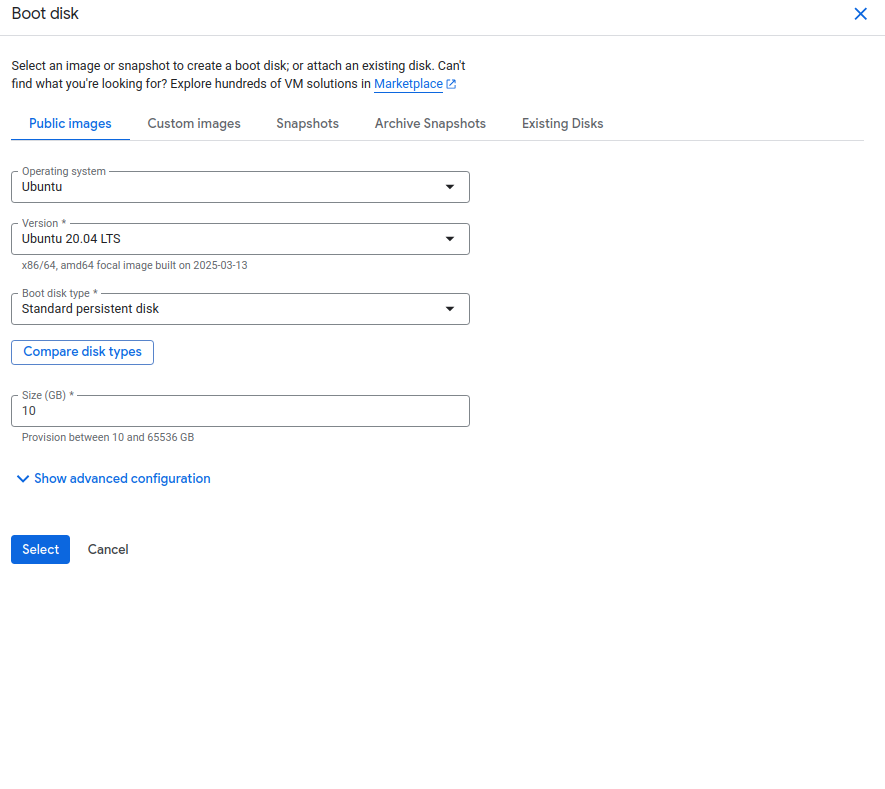 Boot disk
Select an image or snapshot to create a boot disk; or attach an existing disk. Can't
find what you're looking for? Explore hundreds of VM solutions in Marketplace
Public images
Custom images
Snapshots
Archive Snapshots
Existing Disks
Operating system
Ubuntu
Version *
Ubuntu 20.04 LTS
x86/64, amd64 focal image built on 2025-03-13
Boot disk type *
Standard persistent disk
Compare disk types
Size (GB) *
10
Provision between 10 and 65536 GB
Show advanced configuration
Select
Cancel